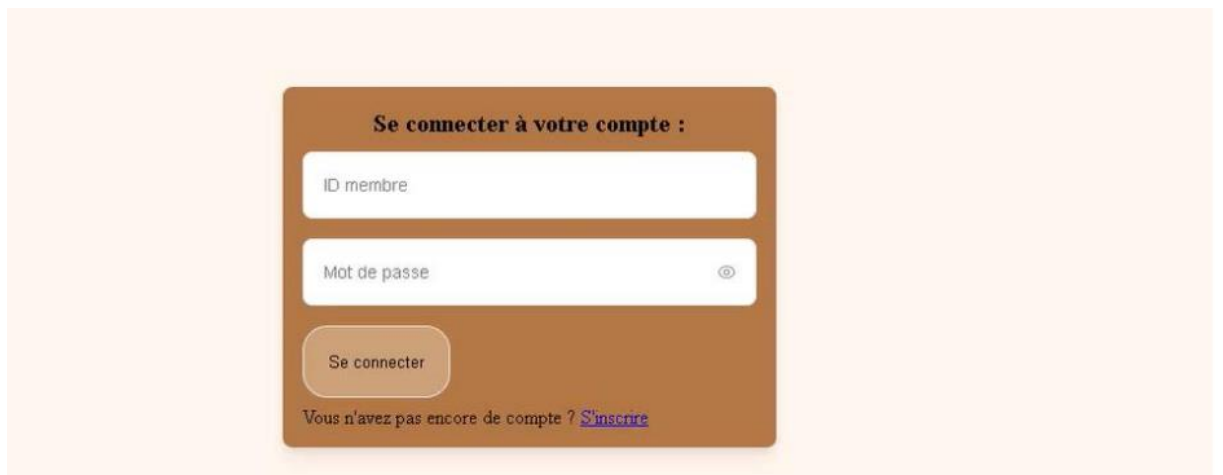 Se connecter à votre compte :
ID membre
Mot de passe
Se connecter
Vous n'avez pas encore de compte ? S'inscrire